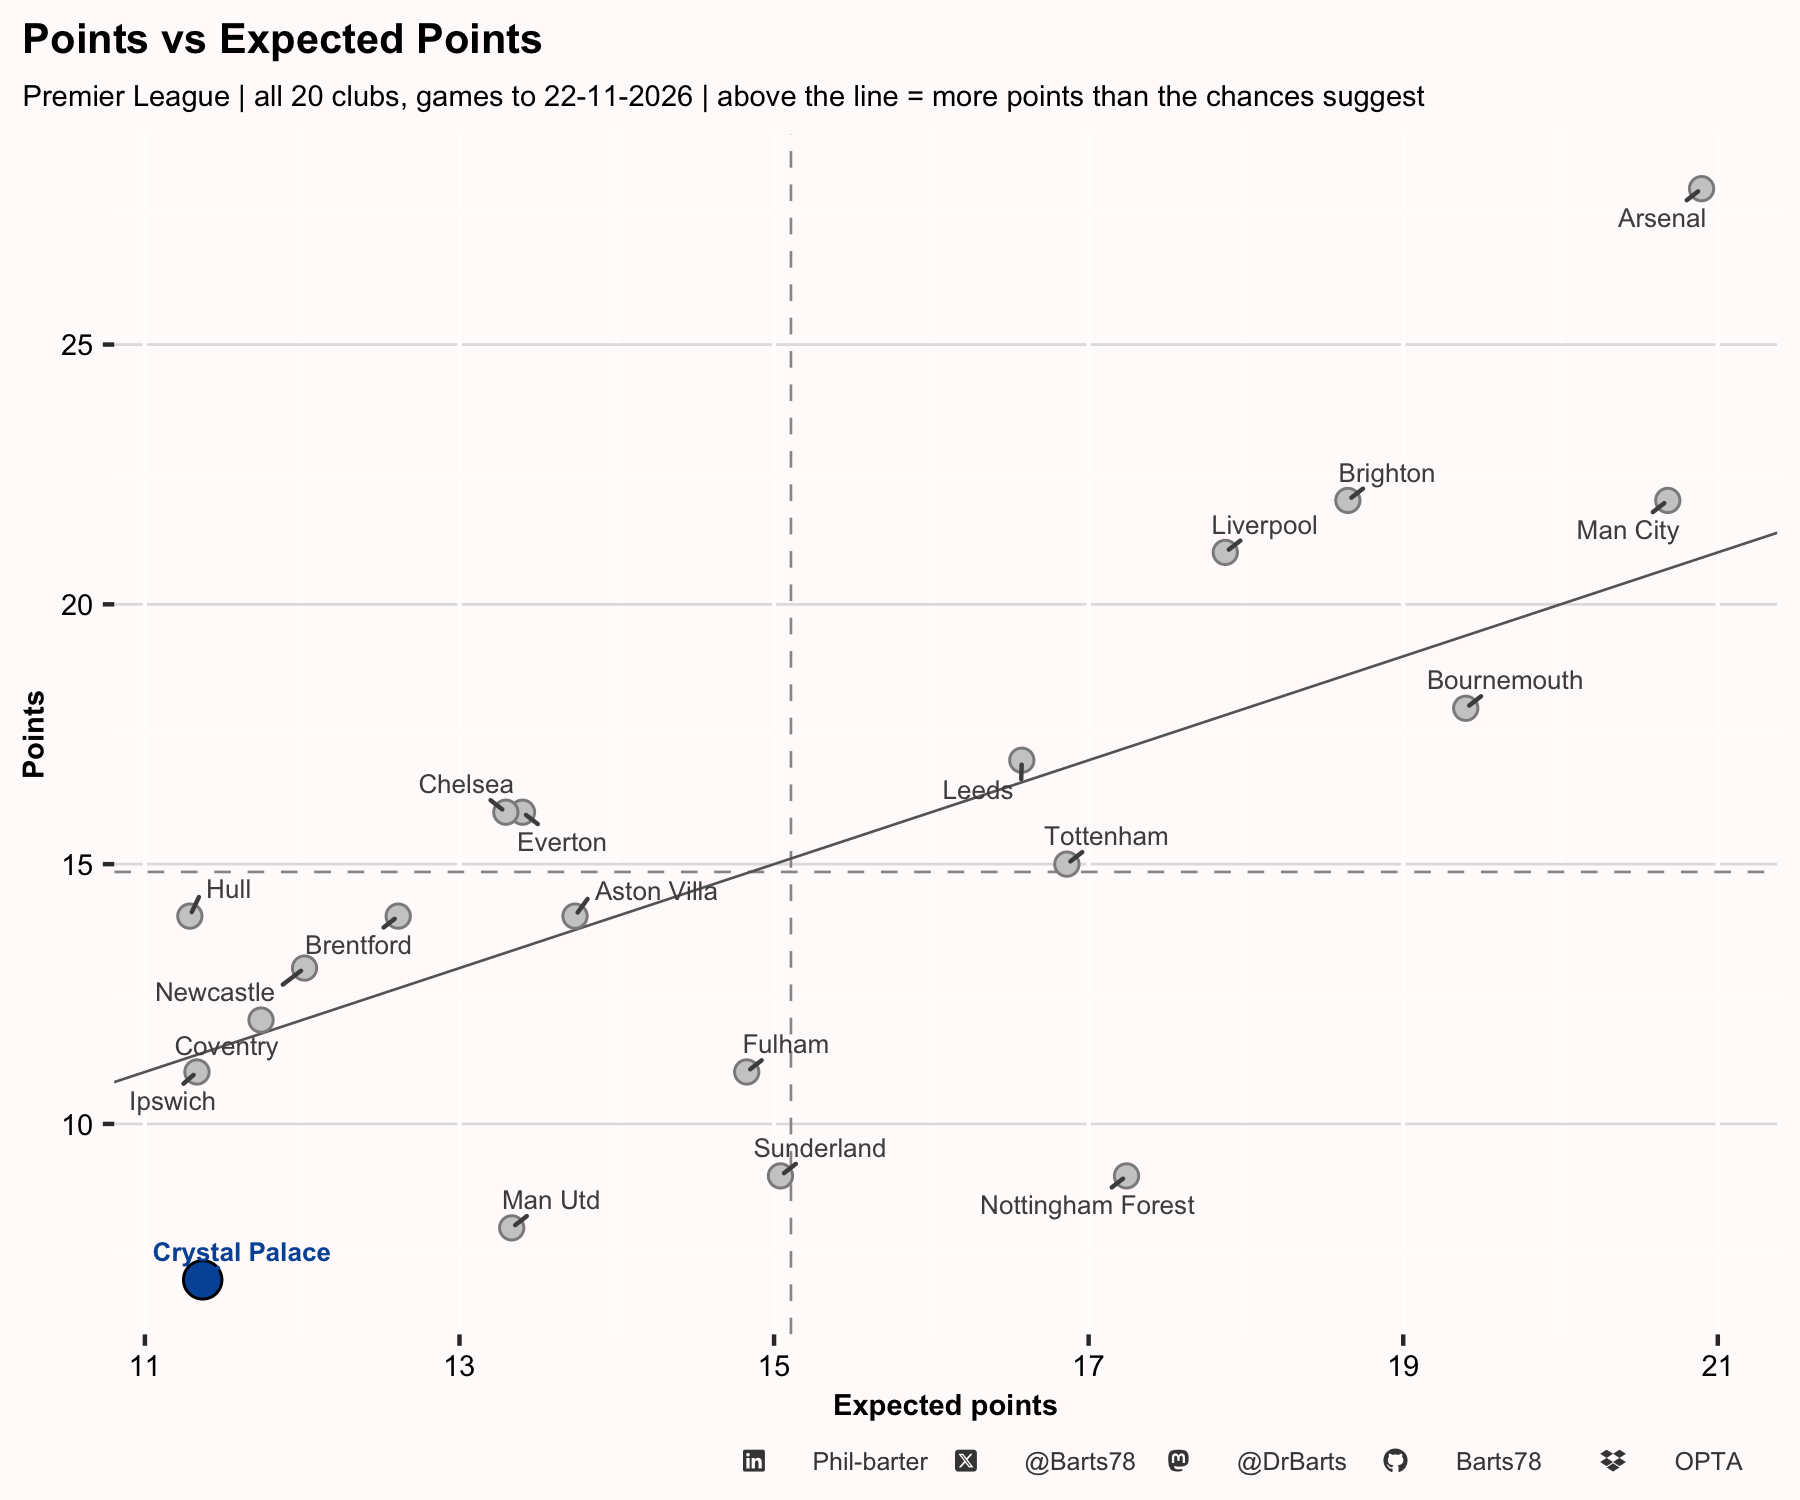 Points vs Expected Points
Premier League | all 20 clubs, games to 22-11-2026 | above the line = more points than the chances suggest
Arsenal
25
Brighton
Liverpool
Man City
20
Bournemouth
Points
Chelsea
Leeds
Everton
Tottenham
15
Hull
Aston Villa
Brentford
Newcastle
Coventry
Fulham
Ipswich
10
Sunderland
Man Utd
Nottingham Forest
Crystal Palace
11 13 15 17 19 21
Expected points
Phil-barter @Barts78 @DrBarts Barts78 OPTA